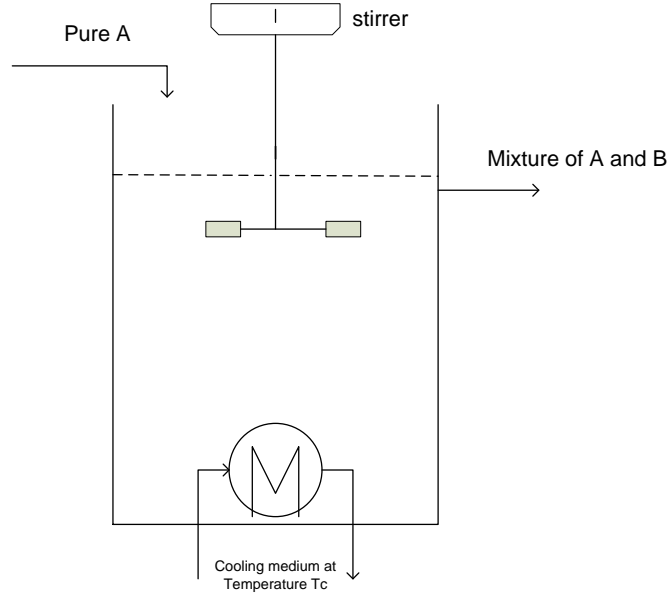 Pure A
stirrer
Mixture of A and B
Cooling medium at
Temperature Tc